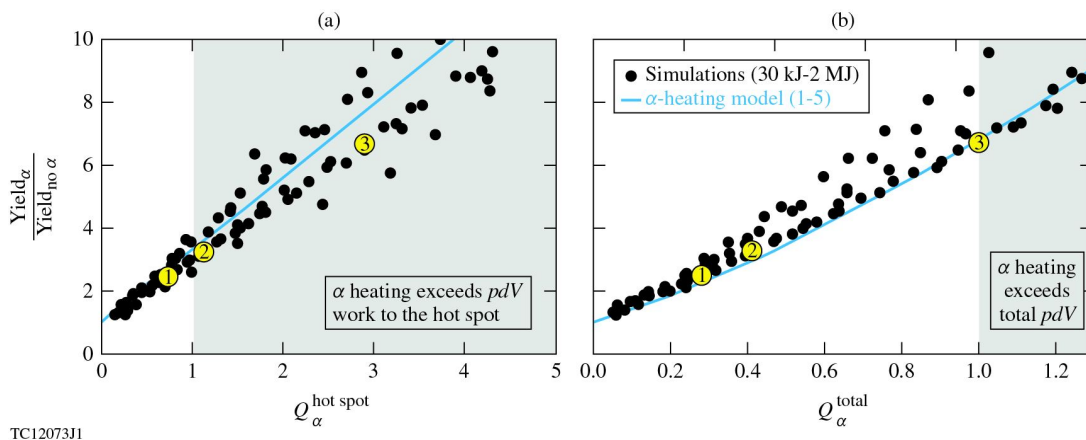 (a)
(b)
10
8
6
4
2
0
Yield_α
Yield_no α
0
1
2
3
4
5
Q_α^hot spot
1
2
3
α heating exceeds pdV
work to the hot spot
Simulations (30 kJ-2 MJ)
α-heating model (1-5)
1
2
3
α heating
exceeds
total pdV
0.0
0.2
0.4
0.6
0.8
1.0
1.2
Q_α^total
TC12073J1